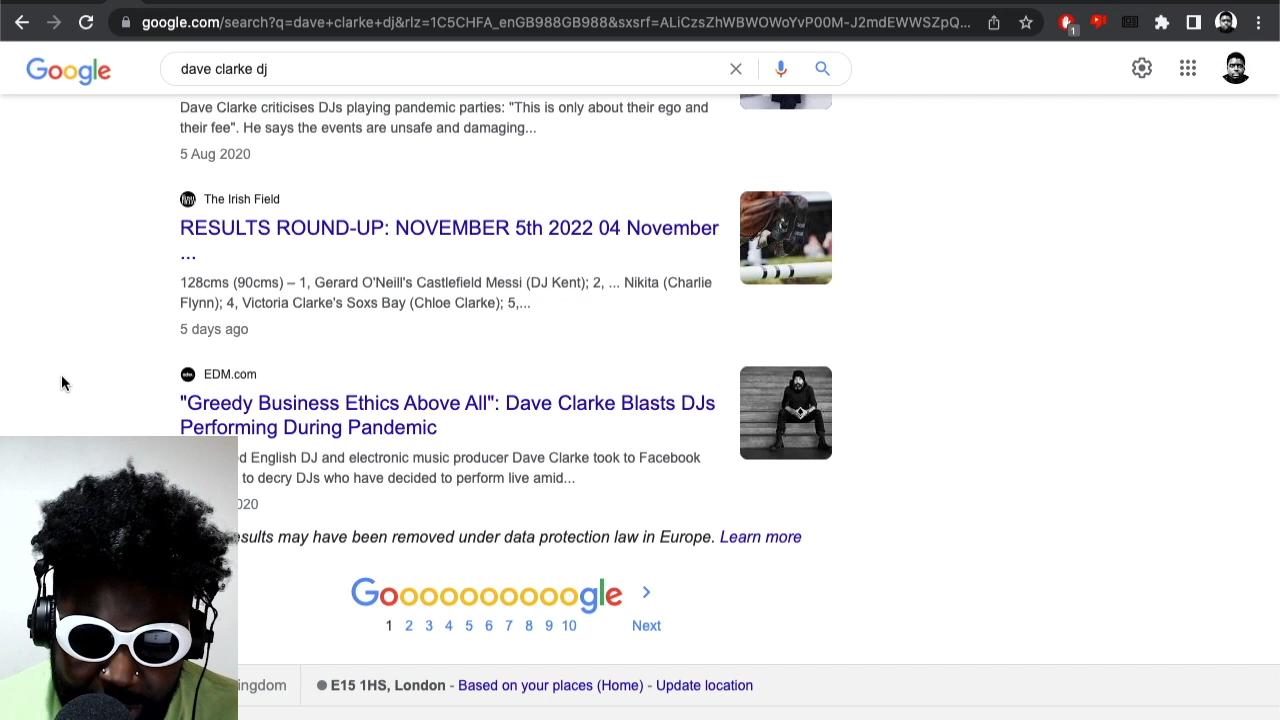 google.com/search?q=dave+clarke+dj&rlz=1C5CHFA_enGB988GB988&sxsrf=ALiCzsZhWBWOWoYvP00M-J2mdEWWSZpQ...
1
Google
dave clarke dj
Dave Clarke criticises DJs playing pandemic parties: "This is only about their ego and
their fee". He says the events are unsafe and damaging...
5 Aug 2020
The Irish Field
RESULTS ROUND-UP: NOVEMBER 5th 2022 04 November
...
128cms (90cms) – 1, Gerard O'Neill's Castlefield Messi (DJ Kent); 2, ... Nikita (Charlie
Flynn); 4, Victoria Clarke's Soxs Bay (Chloe Clarke); 5,...
5 days ago
EDM.com
"Greedy Business Ethics Above All": Dave Clarke Blasts DJs
Performing During Pandemic
d English DJ and electronic music producer Dave Clarke took to Facebook
to decry DJs who have decided to perform live amid...
020
esults may have been removed under data protection law in Europe. Learn more
Goooooooooogle >
1 2 3 4 5 6 7 8 9 10 Next
ingdom E15 1HS, London - Based on your places (Home) - Update location